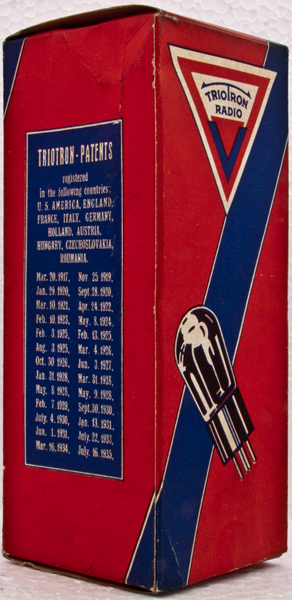 TRIOTRON - PATENTS
registered
in the following countries:
U.S. AMERICA, ENGLAND,
FRANCE, ITALY, GERMANY,
HOLLAND, AUSTRIA,
HUNGARY, CZECHOSLOVAKIA,
ROUMANIA.
Mar. 20. 1917, Nov 25 1919,
Jan. 29 1920, Sept. 28. 1920,
Mar. 10 1921, Apr. 24. 1922,
Feb. 10. 1923, May. 8. 1924,
Feb. 3 1925, Feb. 13. 1925,
Aug. 3 1925, Mar. 4 1926,
Oct. 30 1926, Jun. 3 1927,
Jan. 31 1928, Mar. 31. 1928,
May. 8 1928, May. 9 1928,
Feb. 7 1929, Sept. 30. 1930,
July. 4. 1930, Jan. 13. 1931,
Jun. 1. 1931, July. 22. 1933,
Mar. 16. 1934, July. 16. 1935,
TRIOTRON
RADIO
V